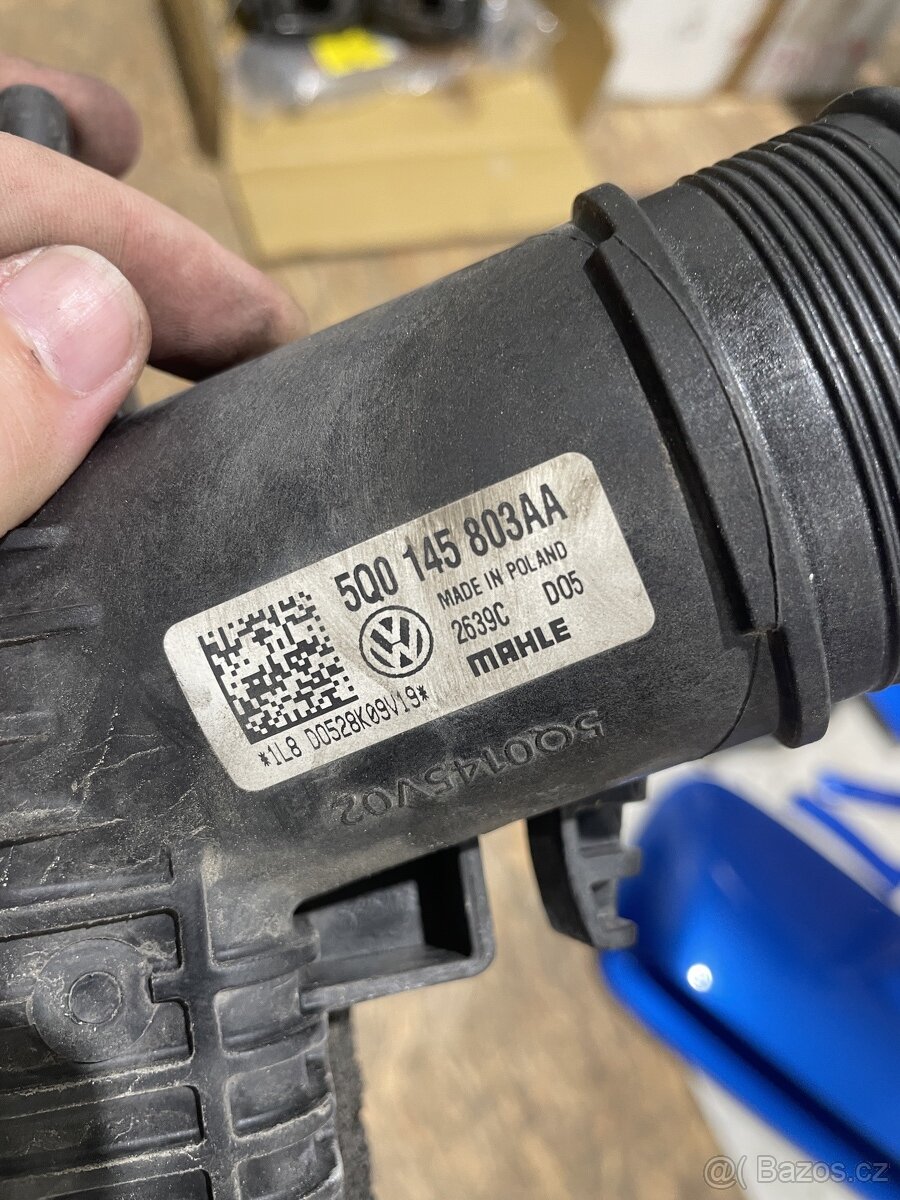 5Q0 145 803AA
MADE IN POLAND
2639C D05
MAHLE
*1L8 D0528K09V19*
5Q0145V02
@( Bazos.cz